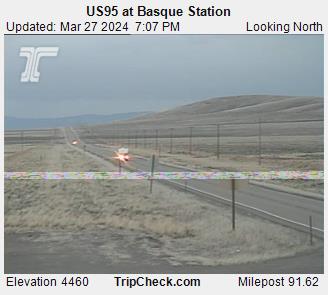 US95 at Basque Station
Updated: Mar 27 2024 7:07 PM Looking North
Elevation 4460 TripCheck.com Milepost 91.62